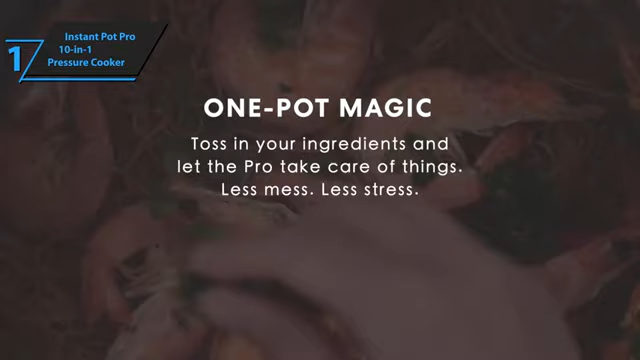 1
Instant Pot Pro
10-in-1
Pressure Cooker
ONE-POT MAGIC
Toss in your ingredients and
let the Pro take care of things.
Less mess. Less stress.